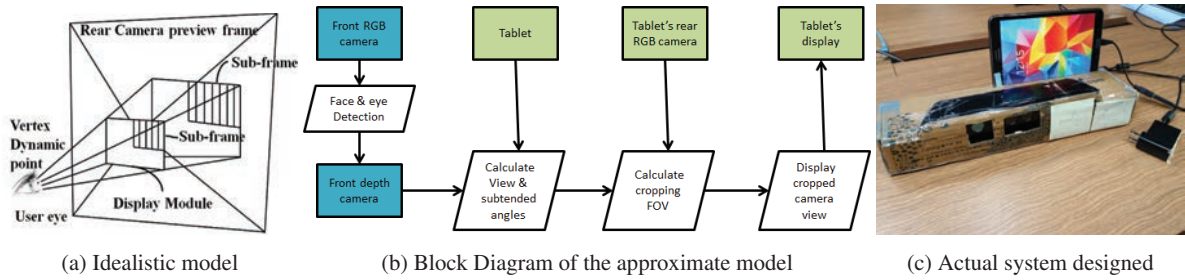 Rear Camera preview frame
Sub-frame
Vertex
Dynamic
point
Sub-frame
Display Module
User eye
(a) Idealistic model
Front RGB
camera
Tablet
Tablet's rear
RGB camera
Tablet's
display
Face & eye
Detection
Front depth
camera
Calculate
View &
subtended
angles
Calculate
cropping
FOV
Display
cropped
camera
view
(b) Block Diagram of the approximate model
12:15
(c) Actual system designed